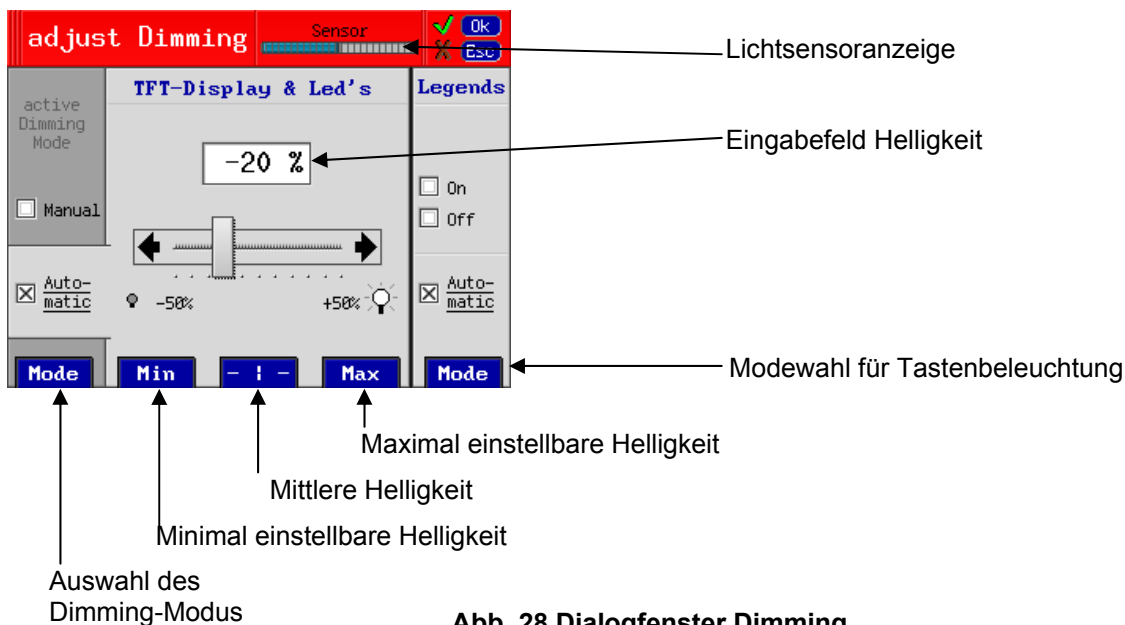 adjust Dimming
Sensor
Ok
Esc
Lichtsensoranzeige
active
Dimming
Mode
TFT-Display & Led's
Legends
Eingabefeld Helligkeit
-20 %
Manual
On
Off
Auto-
matic
-50%
+50%
Auto-
matic
Mode
Min
- ¦ -
Max
Mode
Modewahl für Tastenbeleuchtung
Maximal einstellbare Helligkeit
Mittlere Helligkeit
Minimal einstellbare Helligkeit
Auswahl des
Dimming-Modus
Abb. 28 Dialogfenster Dimming